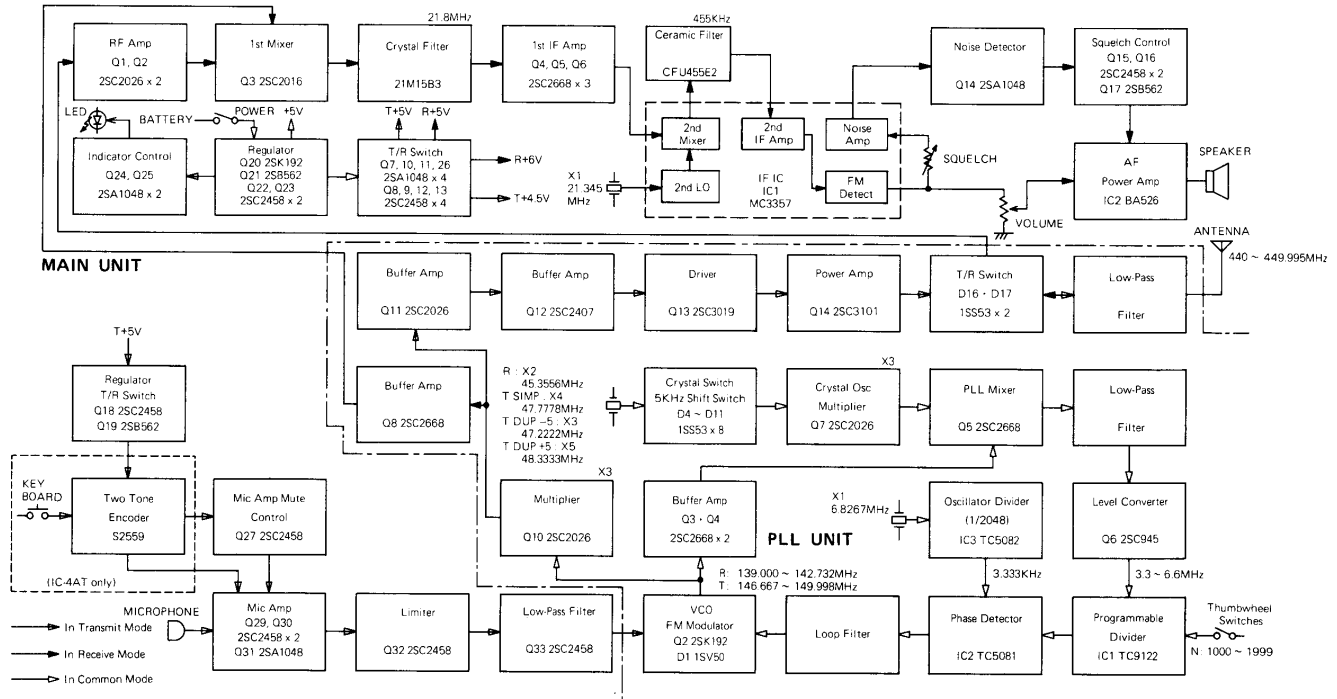 21.8MHz
RF Amp
Q1, Q2
2SC2026 x 2
1st Mixer
Q3 2SC2016
Crystal Filter
21M15B3
1st IF Amp
Q4, Q5, Q6
2SC2668 x 3
455KHz
Ceramic Filter
CFU455E2
Noise Detector
Q14 2SA1048
Squelch Control
Q15, Q16
2SC2458 x 2
Q17 2SB562
LED
BATTERY
POWER
+5V
T+5V
R+5V
Indicator Control
Q24, Q25
2SA1048 x 2
Regulator
Q20 2SK192
Q21 2SB562
Q22, Q23
2SC2458 x 2
T/R Switch
Q7, 10, 11, 26
2SA1048 x 4
Q8, 9, 12, 13
2SC2458 x 4
R+6V
T+4.5V
X1
21.345
MHz
2nd
Mixer
2nd LO
2nd
IF Amp
IF IC
IC1
MC3357
Noise
Amp
FM
Detect
SQUELCH
VOLUME
AF
Power Amp
IC2 BA526
SPEAKER
ANTENNA
440 ~ 449.995MHz
MAIN UNIT
Buffer Amp
Q11 2SC2026
Buffer Amp
Q12 2SC2407
Driver
Q13 2SC3019
Power Amp
Q14 2SC3101
T/R Switch
D16 · D17
1SS53 x 2
Low-Pass
Filter
T+5V
Regulator
T/R Switch
Q18 2SC2458
Q19 2SB562
Buffer Amp
Q8 2SC2668
R : X2
45.3556MHz
T SIMP . X4
47.7778MHz
T DUP -5 : X3
47.2222MHz
T DUP +5 : X5
48.3333MHz
Crystal Switch
5KHz Shift Switch
D4 ~ D11
1SS53 x 8
X3
Crystal Osc
Multiplier
Q7 2SC2026
PLL Mixer
Q5 2SC2668
Low-Pass
Filter
KEY
BOARD
Two Tone
Encoder
S2559
(IC-4AT only)
Mic Amp Mute
Control
Q27 2SC2458
X3
Multiplier
Q10 2SC2026
Buffer Amp
Q3 · Q4
2SC2668 x 2
PLL UNIT
X1
6.8267MHz
Oscillator Divider
(1/2048)
IC3 TC5082
Level Converter
Q6 2SC945
3.333KHz
3.3 ~ 6.6MHz
R: 139.000 ~ 142.732MHz
T: 146.667 ~ 149.998MHz
MICROPHONE
Mic Amp
Q29, Q30
2SC2458 x 2
Q31 2SA1048
Limiter
Q32 2SC2458
Low-Pass Filter
Q33 2SC2458
VCO
FM Modulator
Q2 2SK192
D1 1SV50
Loop Filter
Phase Detector
IC2 TC5081
Programmable
Divider
IC1 TC9122
Thumbwheel
Switches
N: 1000 ~ 1999
In Transmit Mode
In Receive Mode
In Common Mode